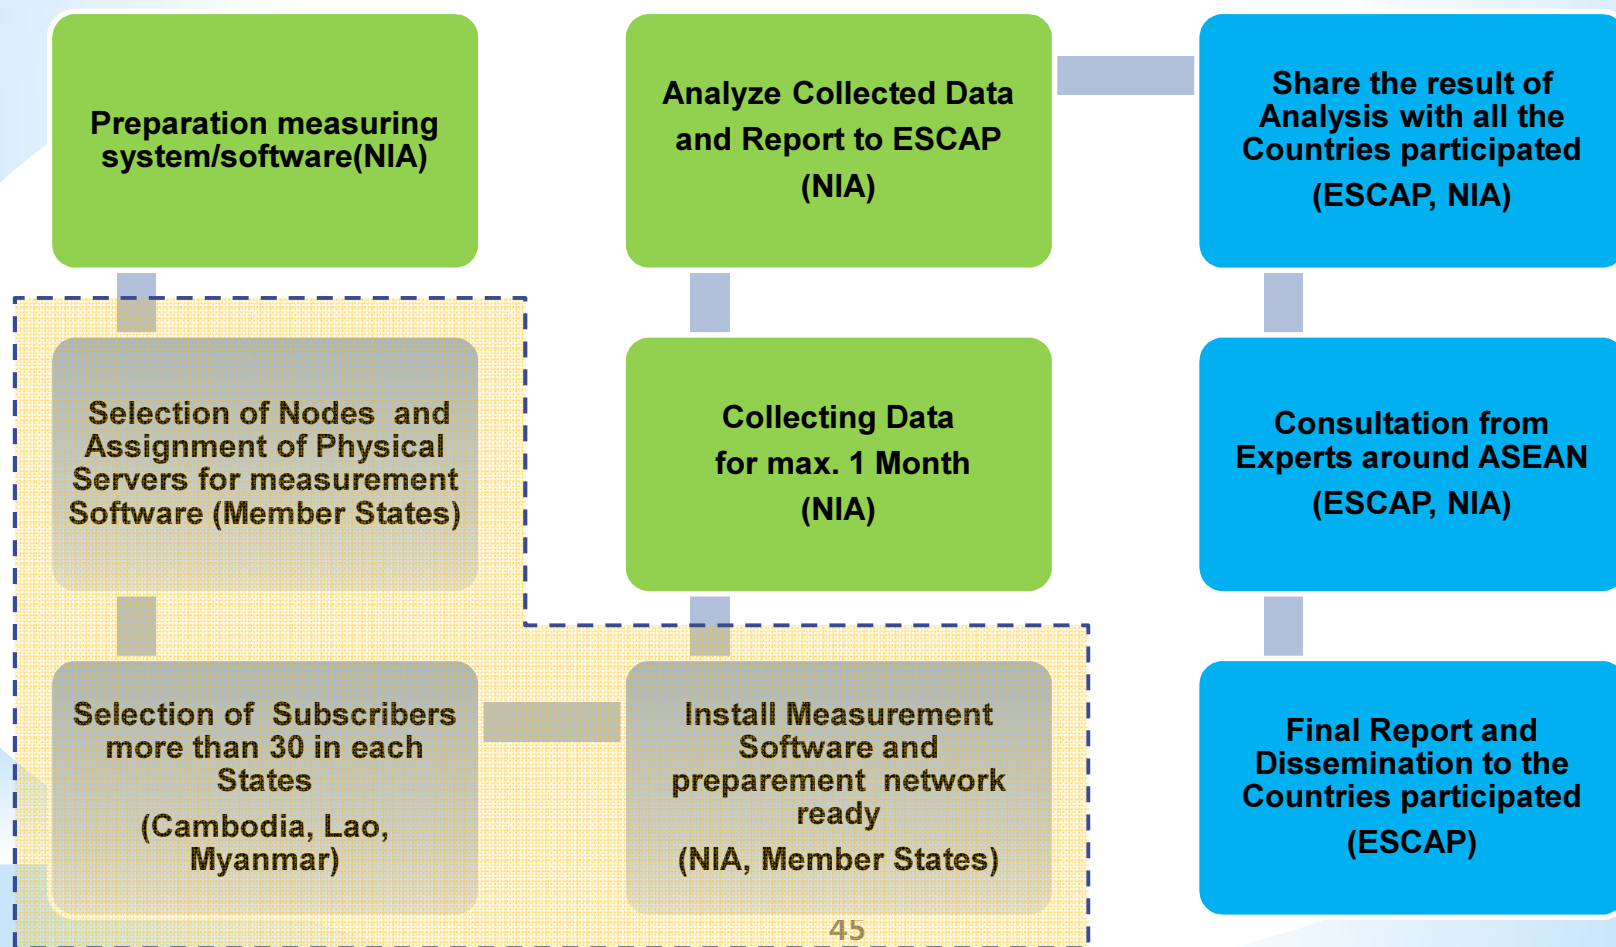 Preparation measuring
system/software(NIA)
Selection of Nodes and
Assignment of Physical
Servers for measurement
Software (Member States)
Selection of Subscribers
more than 30 in each
States
(Cambodia, Lao,
Myanmar)
Install Measurement
Software and
preparement network
ready
(NIA, Member States)
Collecting Data
for max. 1 Month
(NIA)
Analyze Collected Data
and Report to ESCAP
(NIA)
Share the result of
Analysis with all the
Countries participated
(ESCAP, NIA)
Consultation from
Experts around ASEAN
(ESCAP, NIA)
Final Report and
Dissemination to the
Countries participated
(ESCAP)
45